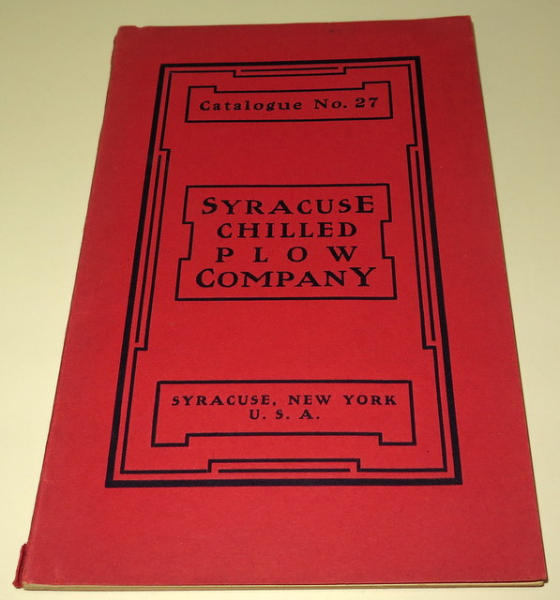 Catalogue No. 27
SYRACUSE
CHILLED
PLOW
COMPANY
SYRACUSE, NEW YORK
U. S. A.